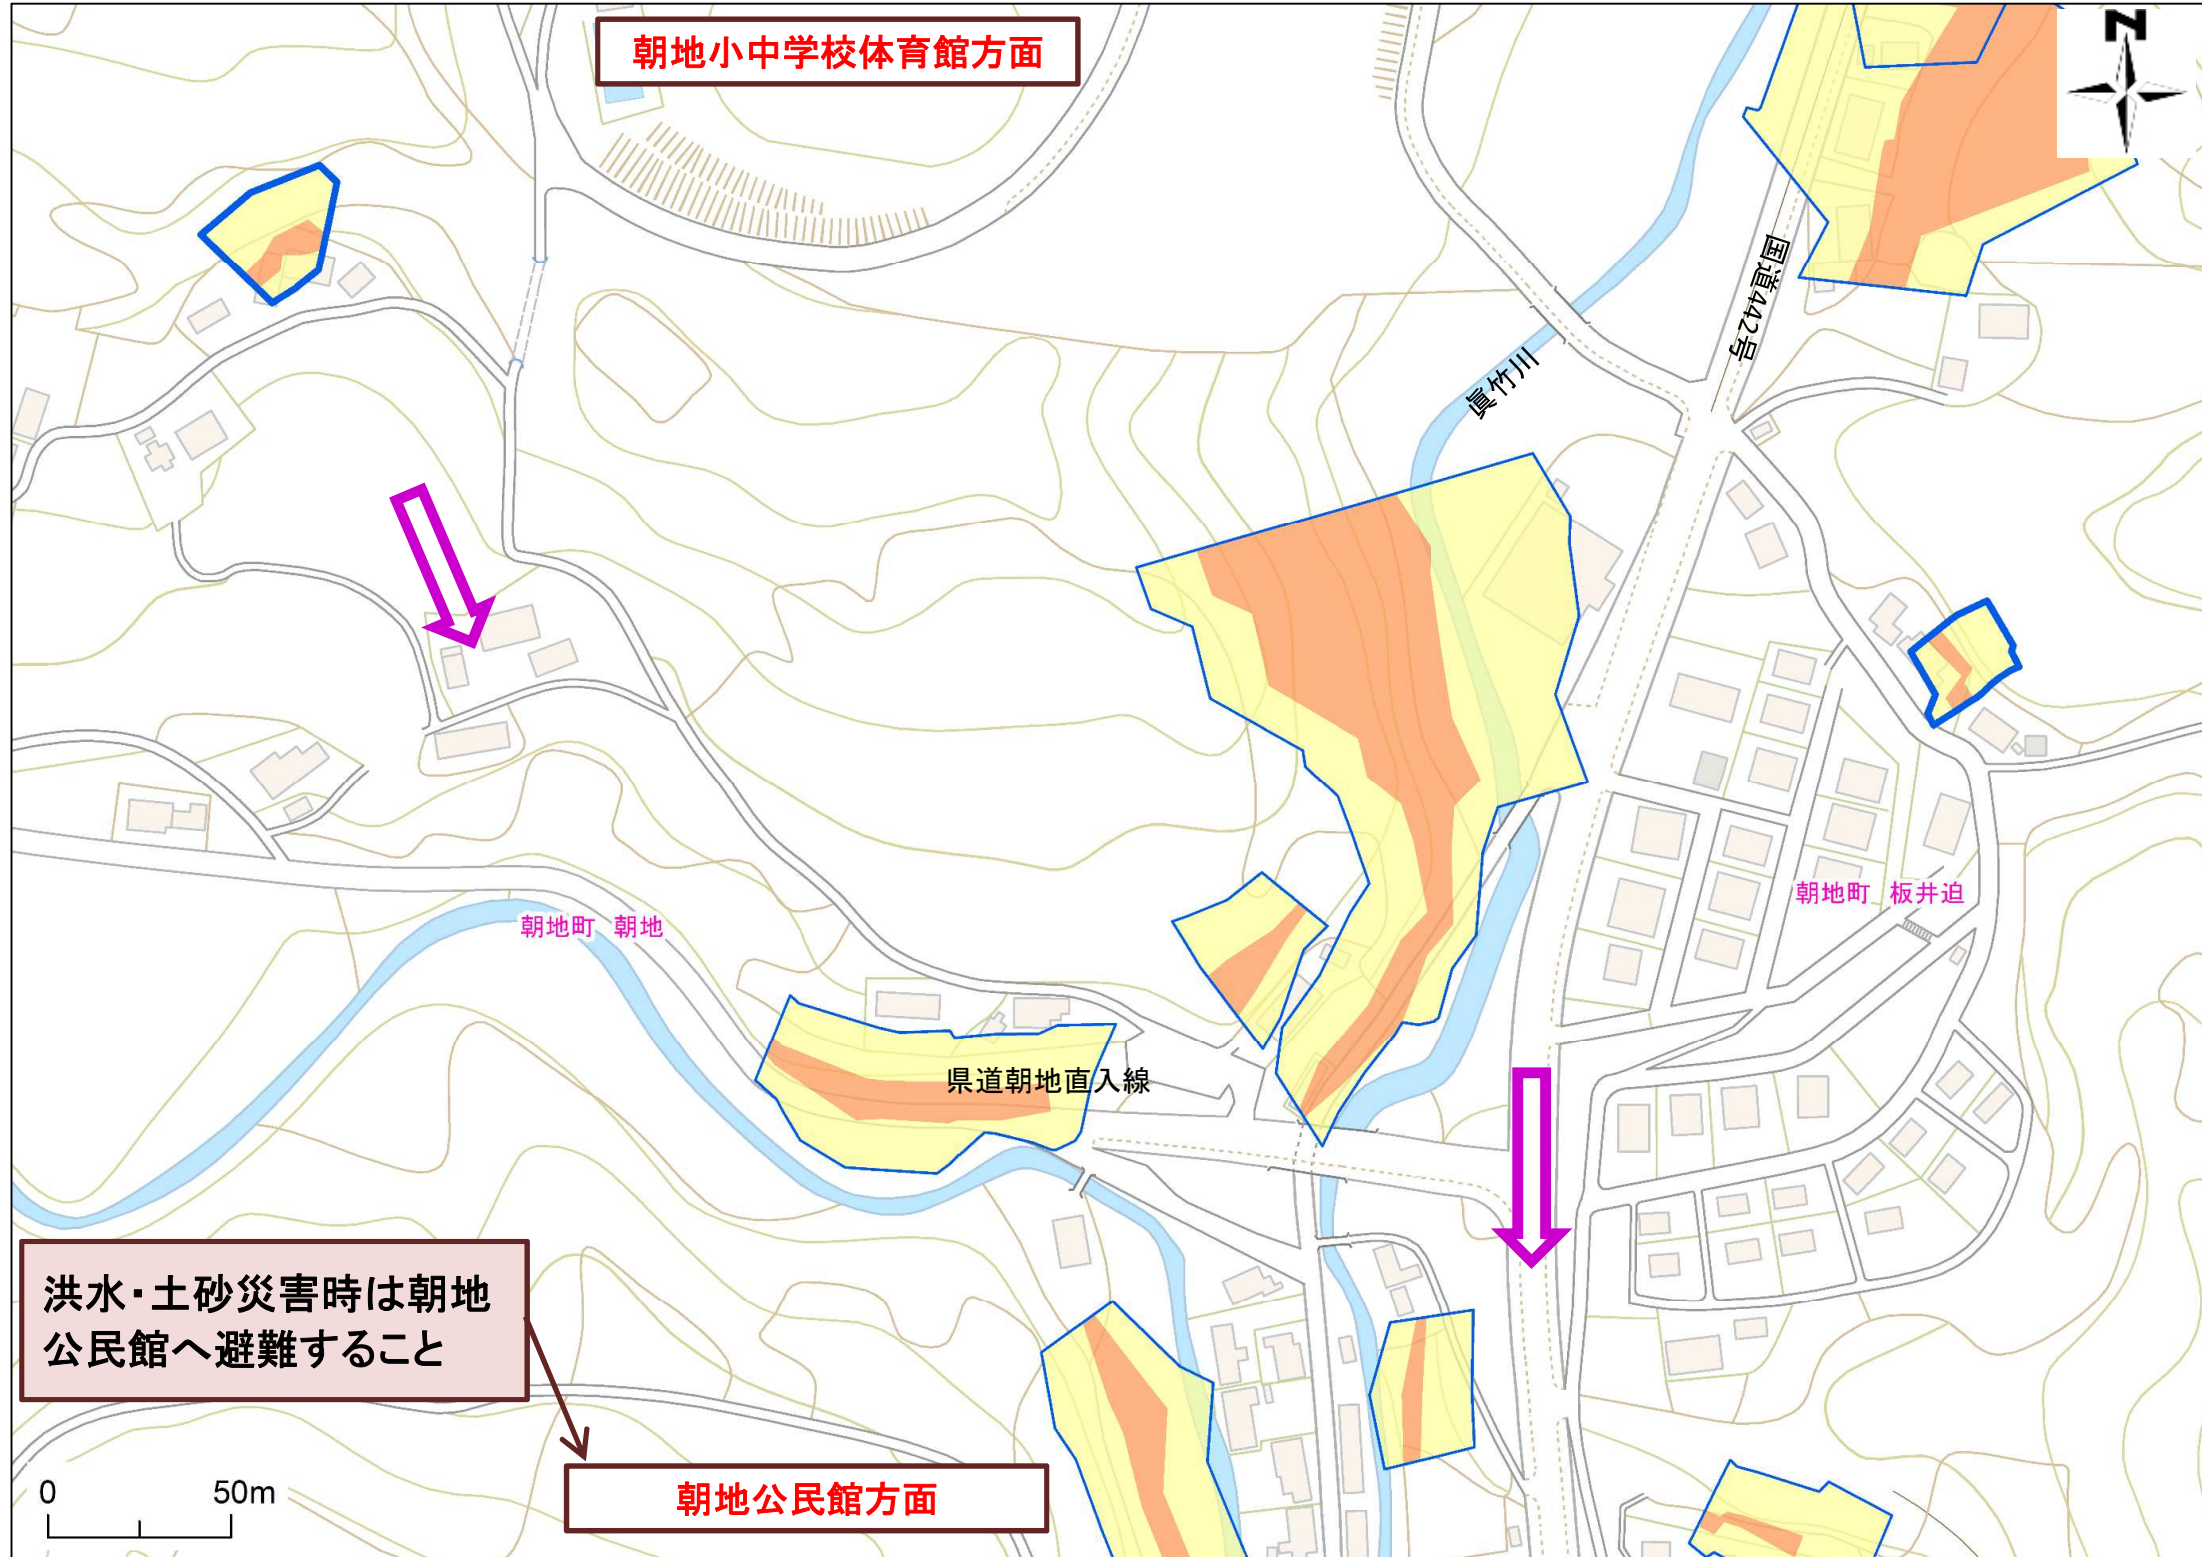 朝地小中学校体育館方面
N
国道442号
眞竹川
朝地町 板井迫
朝地町 朝地
県道朝地直入線
洪水・土砂災害時は朝地
公民館へ避難すること
朝地公民館方面
0 50m